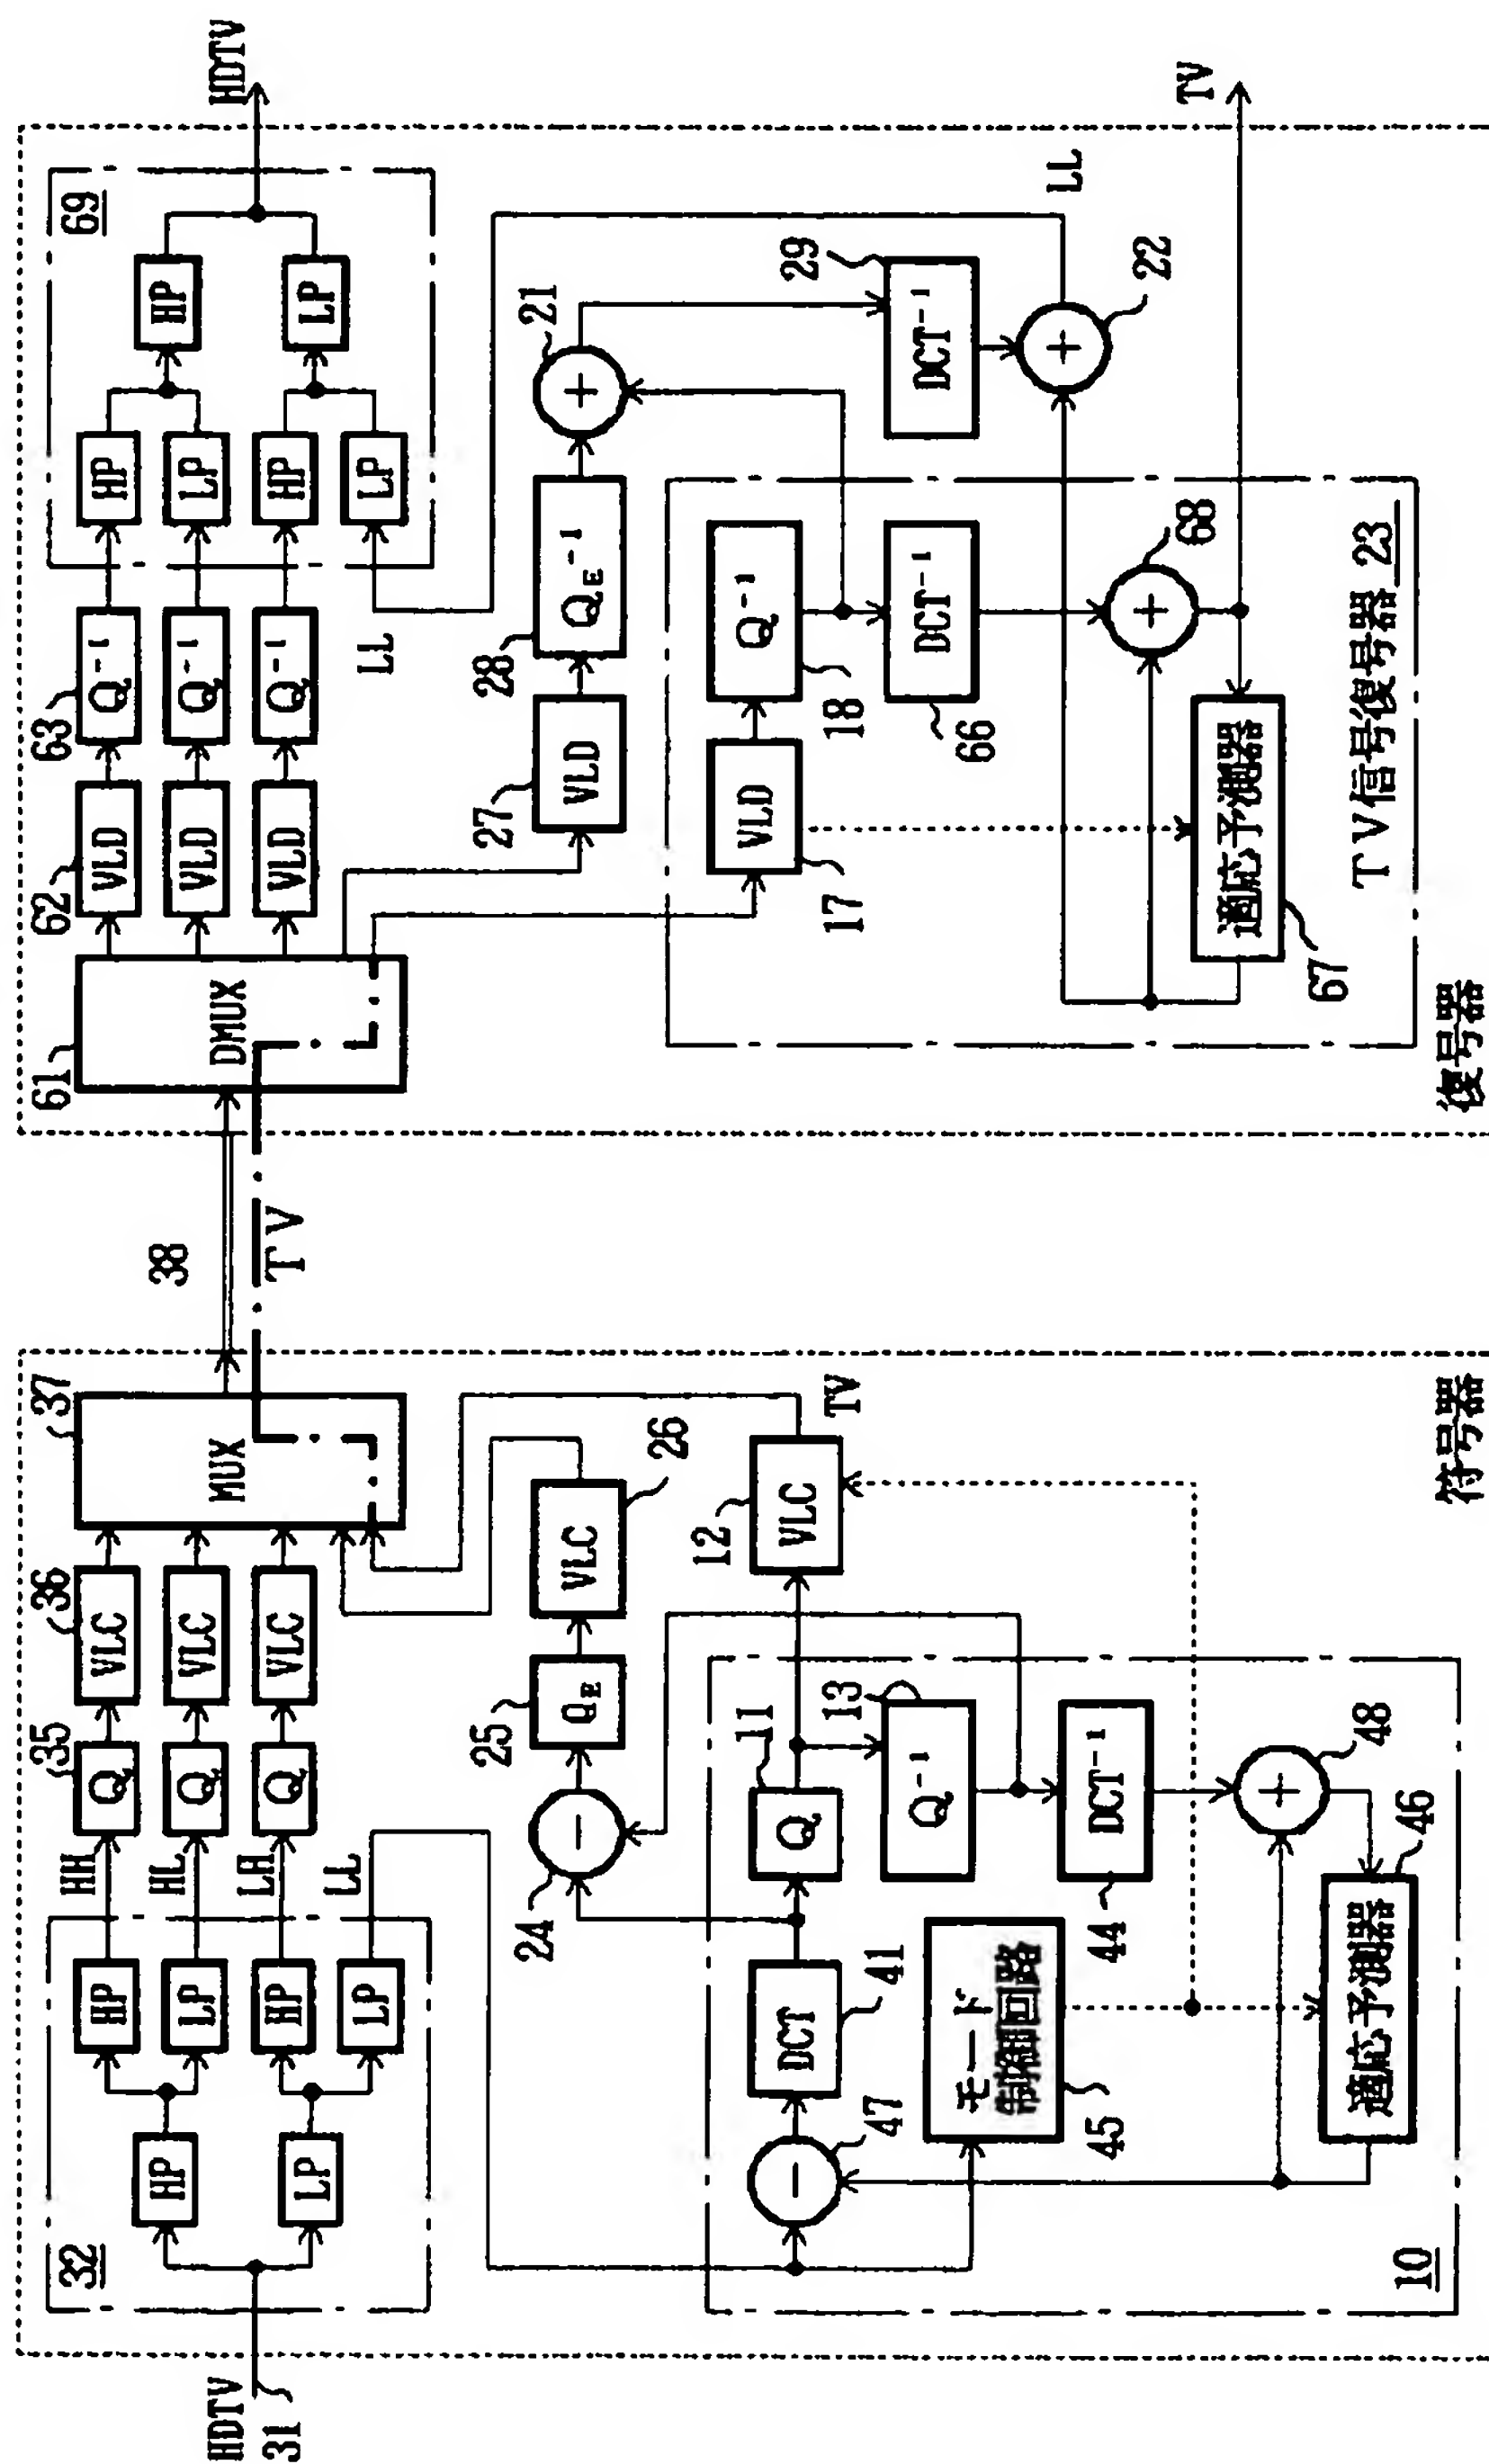 HDTV
31
32
HP
LP
HP
LP
HP
LP
HH
HL
LH
LL
35
Q
Q
Q
36
VLC
VLC
VLC
37
MUX
24
−
25
Q_E
VLC
26
10
−
47
DCT
41
Q
11
12
VLC
TV
13
Q⁻¹
モード
制御回路
45
DCT⁻¹
44
+
48
適応予測器
46
符号器
38
TV
61
DMUX
62
VLD
VLD
VLD
63
Q⁻¹
Q⁻¹
Q⁻¹
LL
69
HP
LP
HP
LP
HP
LP
HDTV
27
VLD
28
Q_E⁻¹
21
+
29
DCT⁻¹
LL
+
22
VLD
17
Q⁻¹
18
DCT⁻¹
66
+
68
TV
適応予測器
67
TV信号復号器 23
復号器